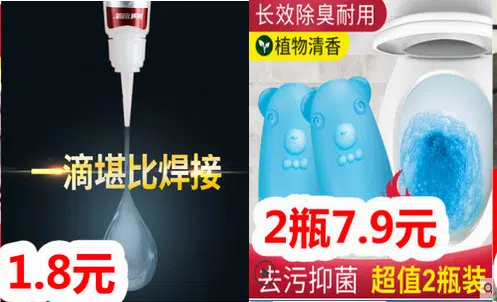 滴堪比焊接
1.8元
长效除臭耐用
植物清香
2瓶7.9元
去污抑菌 超值2瓶装